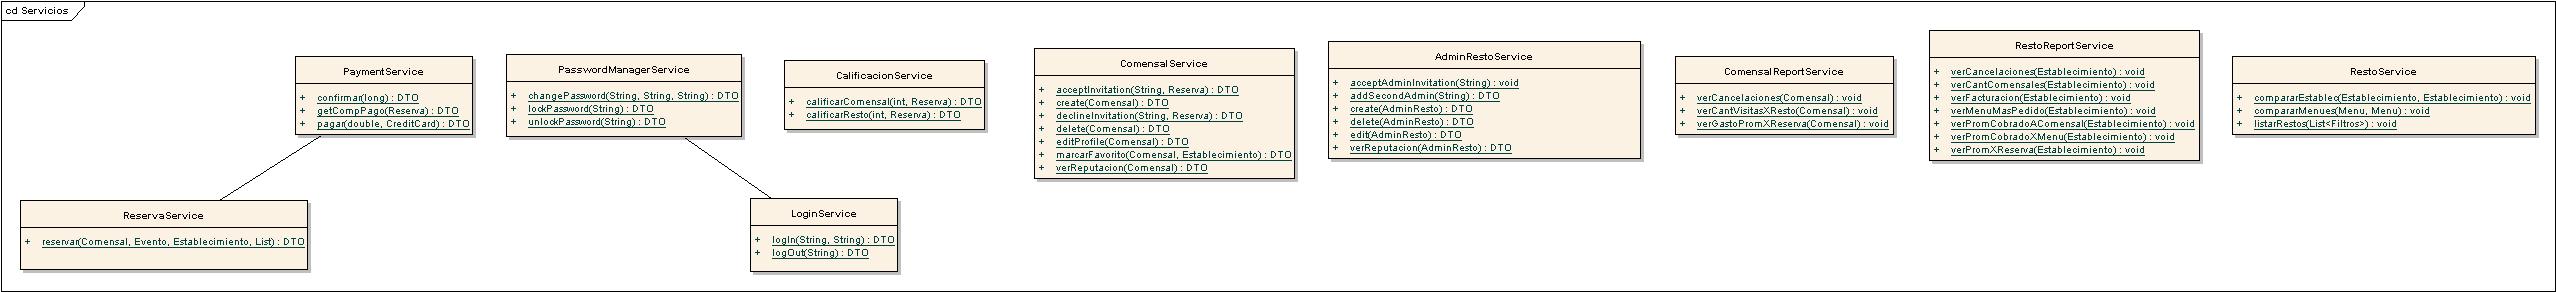 cd Servicios
PaymentService
+ confirmar(long) : DTO
+ getCompPago(Reserva) : DTO
+ pagar(double, CreditCard) : DTO
PasswordManagerService
+ changePassword(String, String, String) : DTO
+ lockPassword(String) : DTO
+ unlockPassword(String) : DTO
CalificacionService
+ calificarComensal(int, Reserva) : DTO
+ calificarResto(int, Reserva) : DTO
ComensalService
+ acceptInvitation(String, Reserva) : DTO
+ create(Comensal) : DTO
+ declineInvitation(String, Reserva) : DTO
+ delete(Comensal) : DTO
+ editProfile(Comensal) : DTO
+ marcarFavorito(Comensal, Establecimiento) : DTO
+ verReputacion(Comensal) : DTO
AdminRestoService
+ acceptAdminInvitation(String) : void
+ addSecondAdmin(String) : DTO
+ create(AdminResto) : DTO
+ delete(AdminResto) : DTO
+ edit(AdminResto) : DTO
+ verReputacion(AdminResto) : DTO
ComensalReportService
+ verCancelaciones(Comensal) : void
+ verCantVisitasXResto(Comensal) : void
+ verGastoPromXReserva(Comensal) : void
RestoReportService
+ verCancelaciones(Establecimiento) : void
+ verCantComensales(Establecimiento) : void
+ verFacturacion(Establecimiento) : void
+ verMenuMasPedido(Establecimiento) : void
+ verPromCobradoAComensal(Establecimiento) : void
+ verPromCobradoXMenu(Establecimiento) : void
+ verPromXReserva(Establecimiento) : void
RestoService
+ compararEstablec(Establecimiento, Establecimiento) : void
+ compararMenues(Menu, Menu) : void
+ listarRestos(List<Filtros>) : void
ReservaService
+ reservar(Comensal, Evento, Establecimiento, List) : DTO
LoginService
+ logIn(String, String) : DTO
+ logOut(String) : DTO